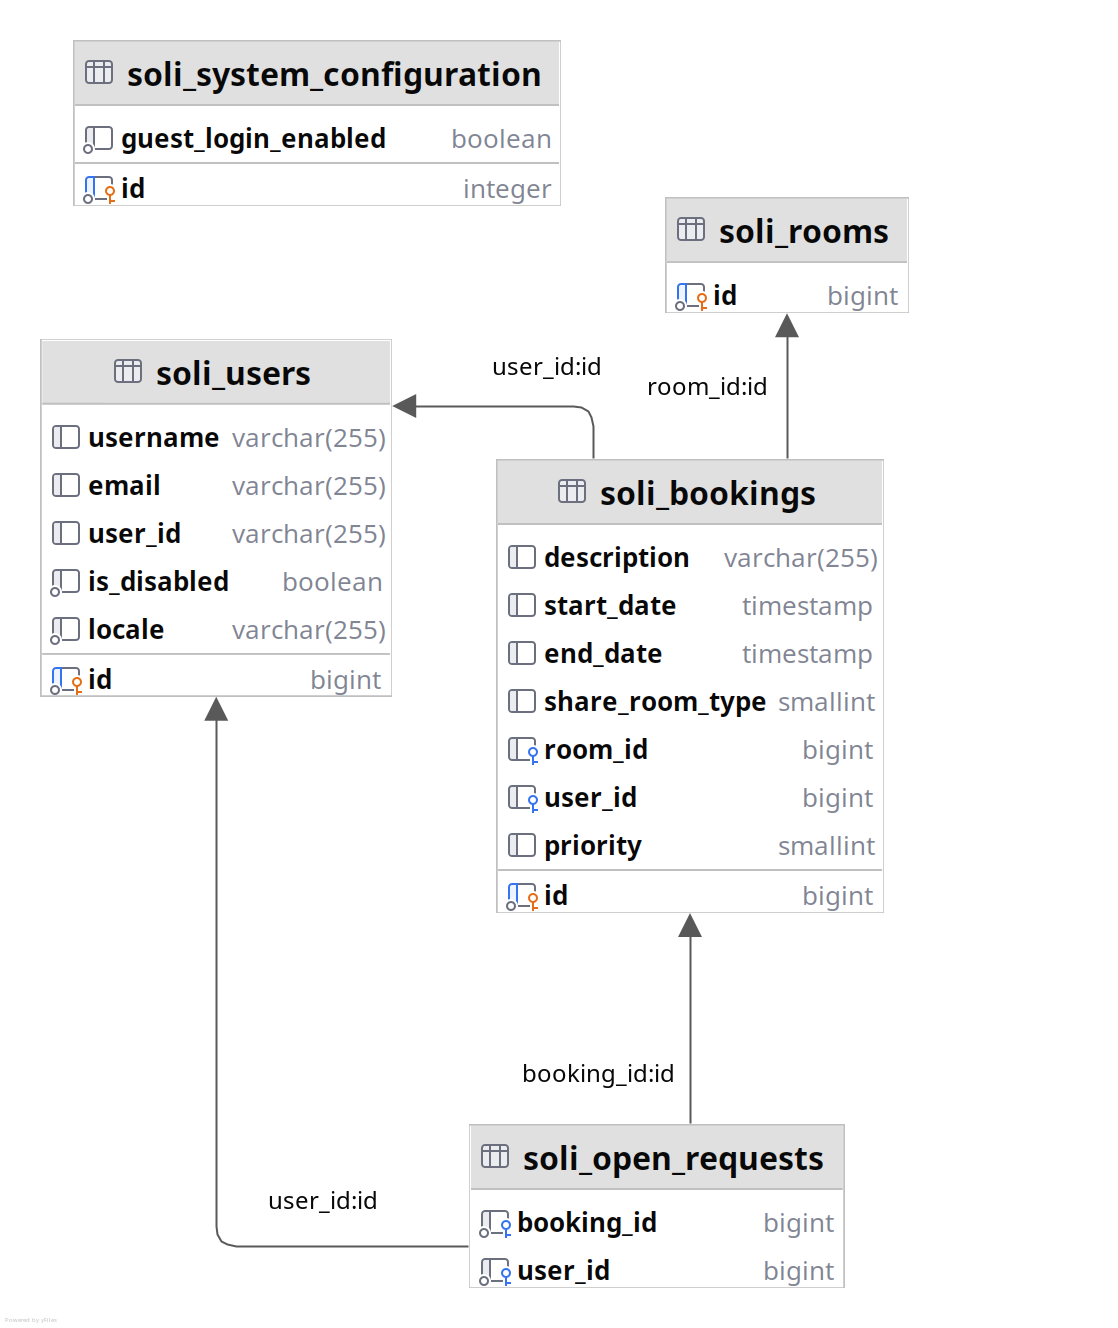 soli_system_configuration
guest_login_enabled boolean
id integer
soli_rooms
id bigint
user_id:id
room_id:id
soli_users
username varchar(255)
email varchar(255)
user_id varchar(255)
is_disabled boolean
locale varchar(255)
id bigint
soli_bookings
description varchar(255)
start_date timestamp
end_date timestamp
share_room_type smallint
room_id bigint
user_id bigint
priority smallint
id bigint
booking_id:id
user_id:id
soli_open_requests
booking_id bigint
user_id bigint
Powered by yFiles